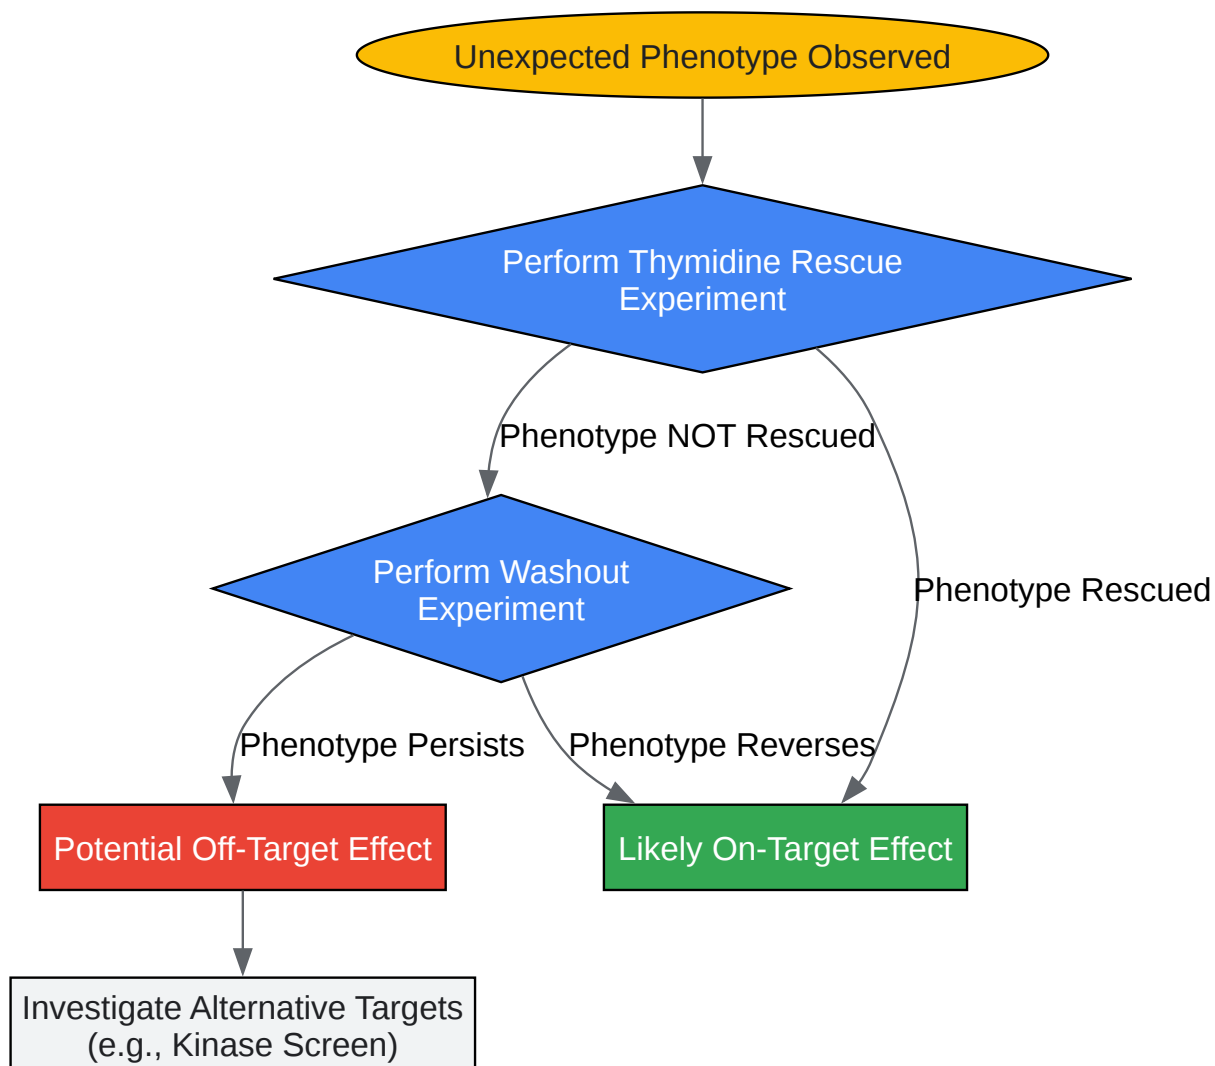 Unexpected Phenotype Observed
Perform Thymidine Rescue
Experiment
Phenotype NOT Rescued
Perform Washout
Experiment
Phenotype Rescued
Phenotype Persists
Phenotype Reverses
Potential Off-Target Effect
Likely On-Target Effect
Investigate Alternative Targets
(e.g., Kinase Screen)